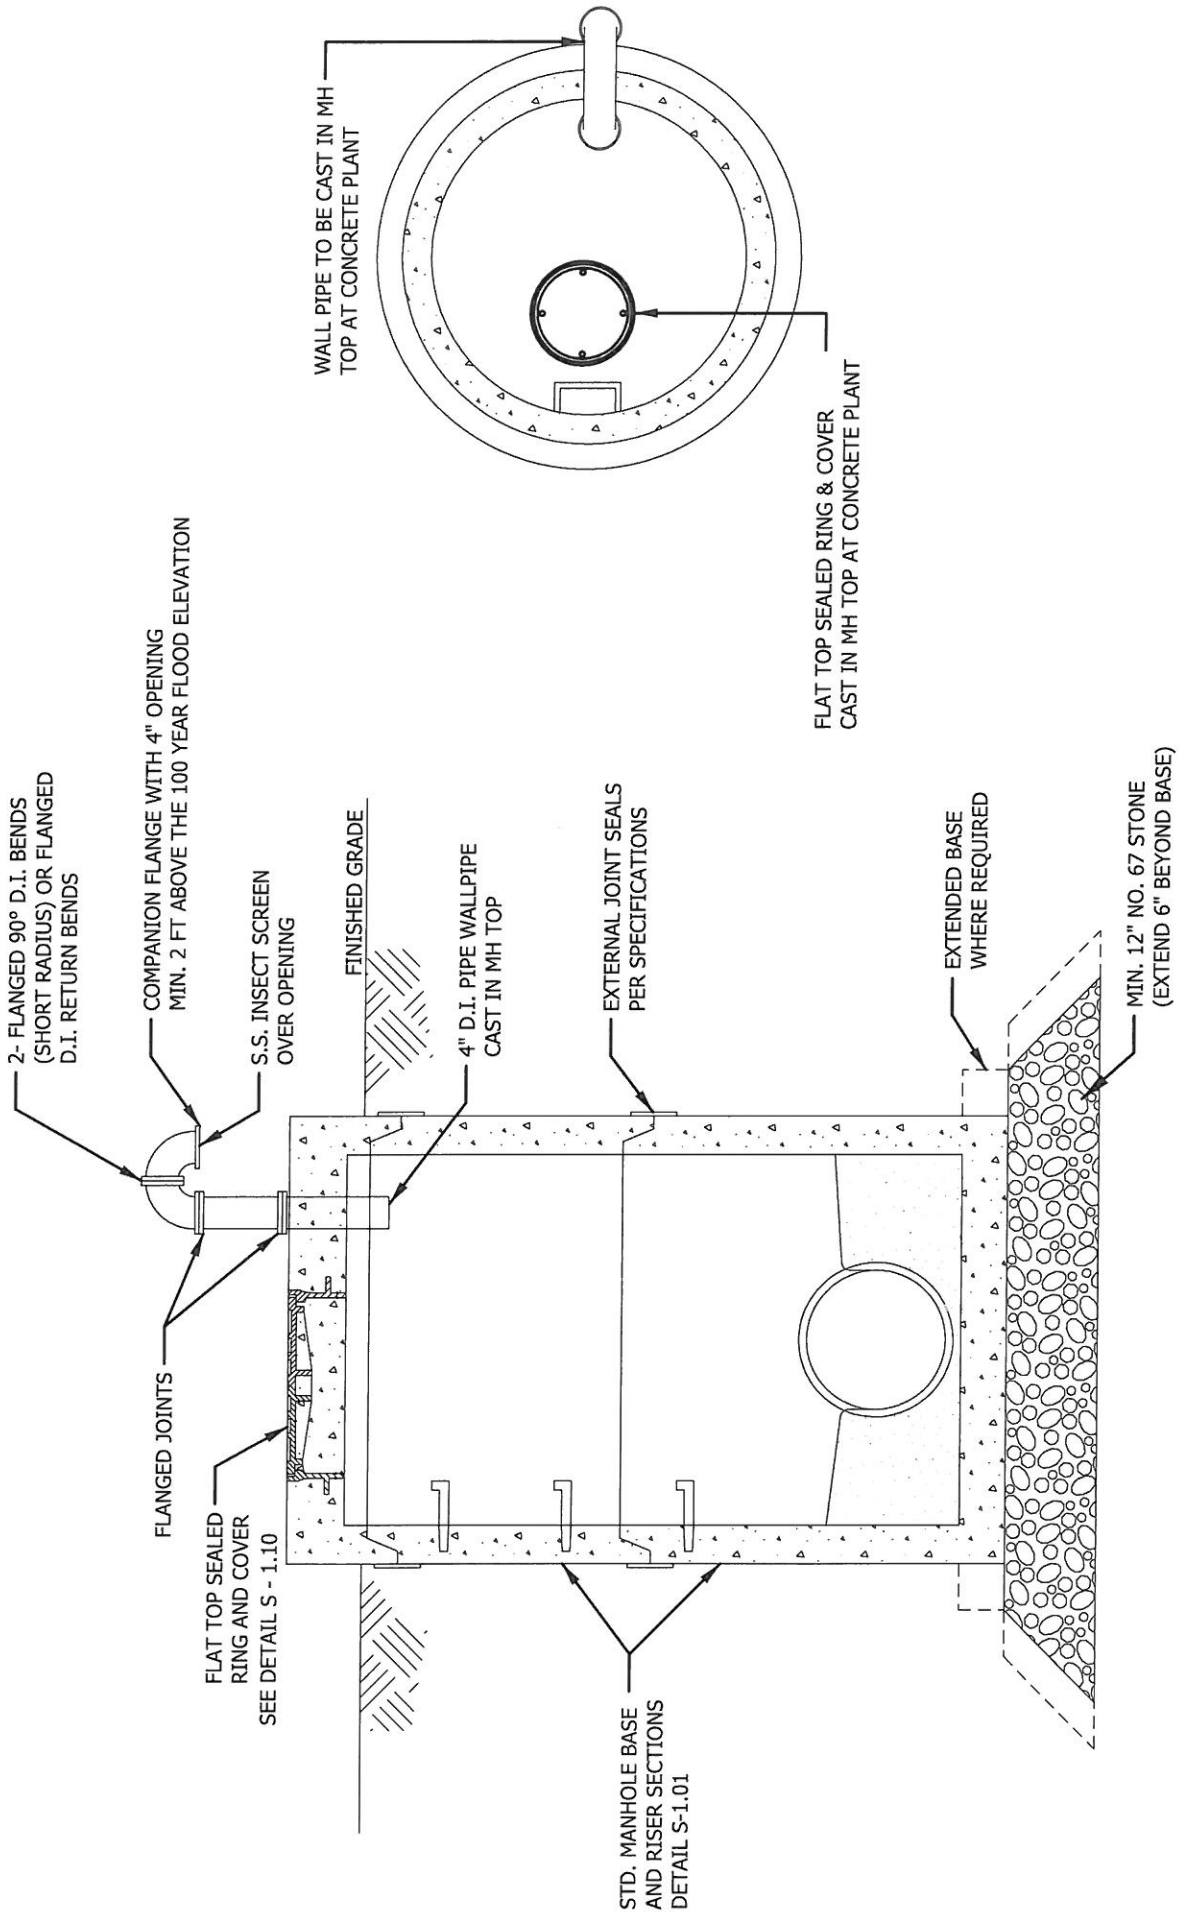 2- FLANGED 90° D.I. BENDS
(SHORT RADIUS) OR FLANGED
D.I. RETURN BENDS
COMPANION FLANGE WITH 4" OPENING
MIN. 2 FT ABOVE THE 100 YEAR FLOOD ELEVATION
S.S. INSECT SCREEN
OVER OPENING
FINISHED GRADE
4" D.I. PIPE WALLPIPE
CAST IN MH TOP
EXTERNAL JOINT SEALS
PER SPECIFICATIONS
EXTENDED BASE
WHERE REQUIRED
MIN. 12" NO. 67 STONE
(EXTEND 6" BEYOND BASE)
FLANGED JOINTS
FLAT TOP SEALED
RING AND COVER
SEE DETAIL S - 1.10
STD. MANHOLE BASE
AND RISER SECTIONS
DETAIL S-1.01
WALL PIPE TO BE CAST IN MH
TOP AT CONCRETE PLANT
FLAT TOP SEALED RING & COVER
CAST IN MH TOP AT CONCRETE PLANT